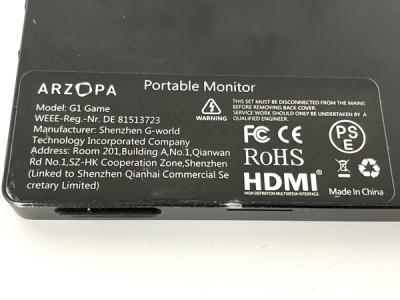 ARZOPA Portable Monitor
Model: G1 Game
WEEE-Reg.-Nr. DE 81513723
Manufacturer: Shenzhen G-world
Technology Incorporated Company
Address: Room 201,Building A,No.1,Qianwan
Rd No.1,SZ-HK Cooperation Zone,Shenzhen
(Linked to Shenzhen Qianhai Commercial Se
cretary Limited)
WARNING
THIS SET MUST BE DISCONNECTED FROM THE MAINS
BEFORE REMOVING BACK COVER.
SERVICE WORK SHOULD ONLY BE UNDERTAKEN BY A
QUALIFIED ENGINEER.
FC CE
RoHS
HDMI
HIGH-DEFINITION MULTIMEDIA INTERFACE
PS
E
Made in China